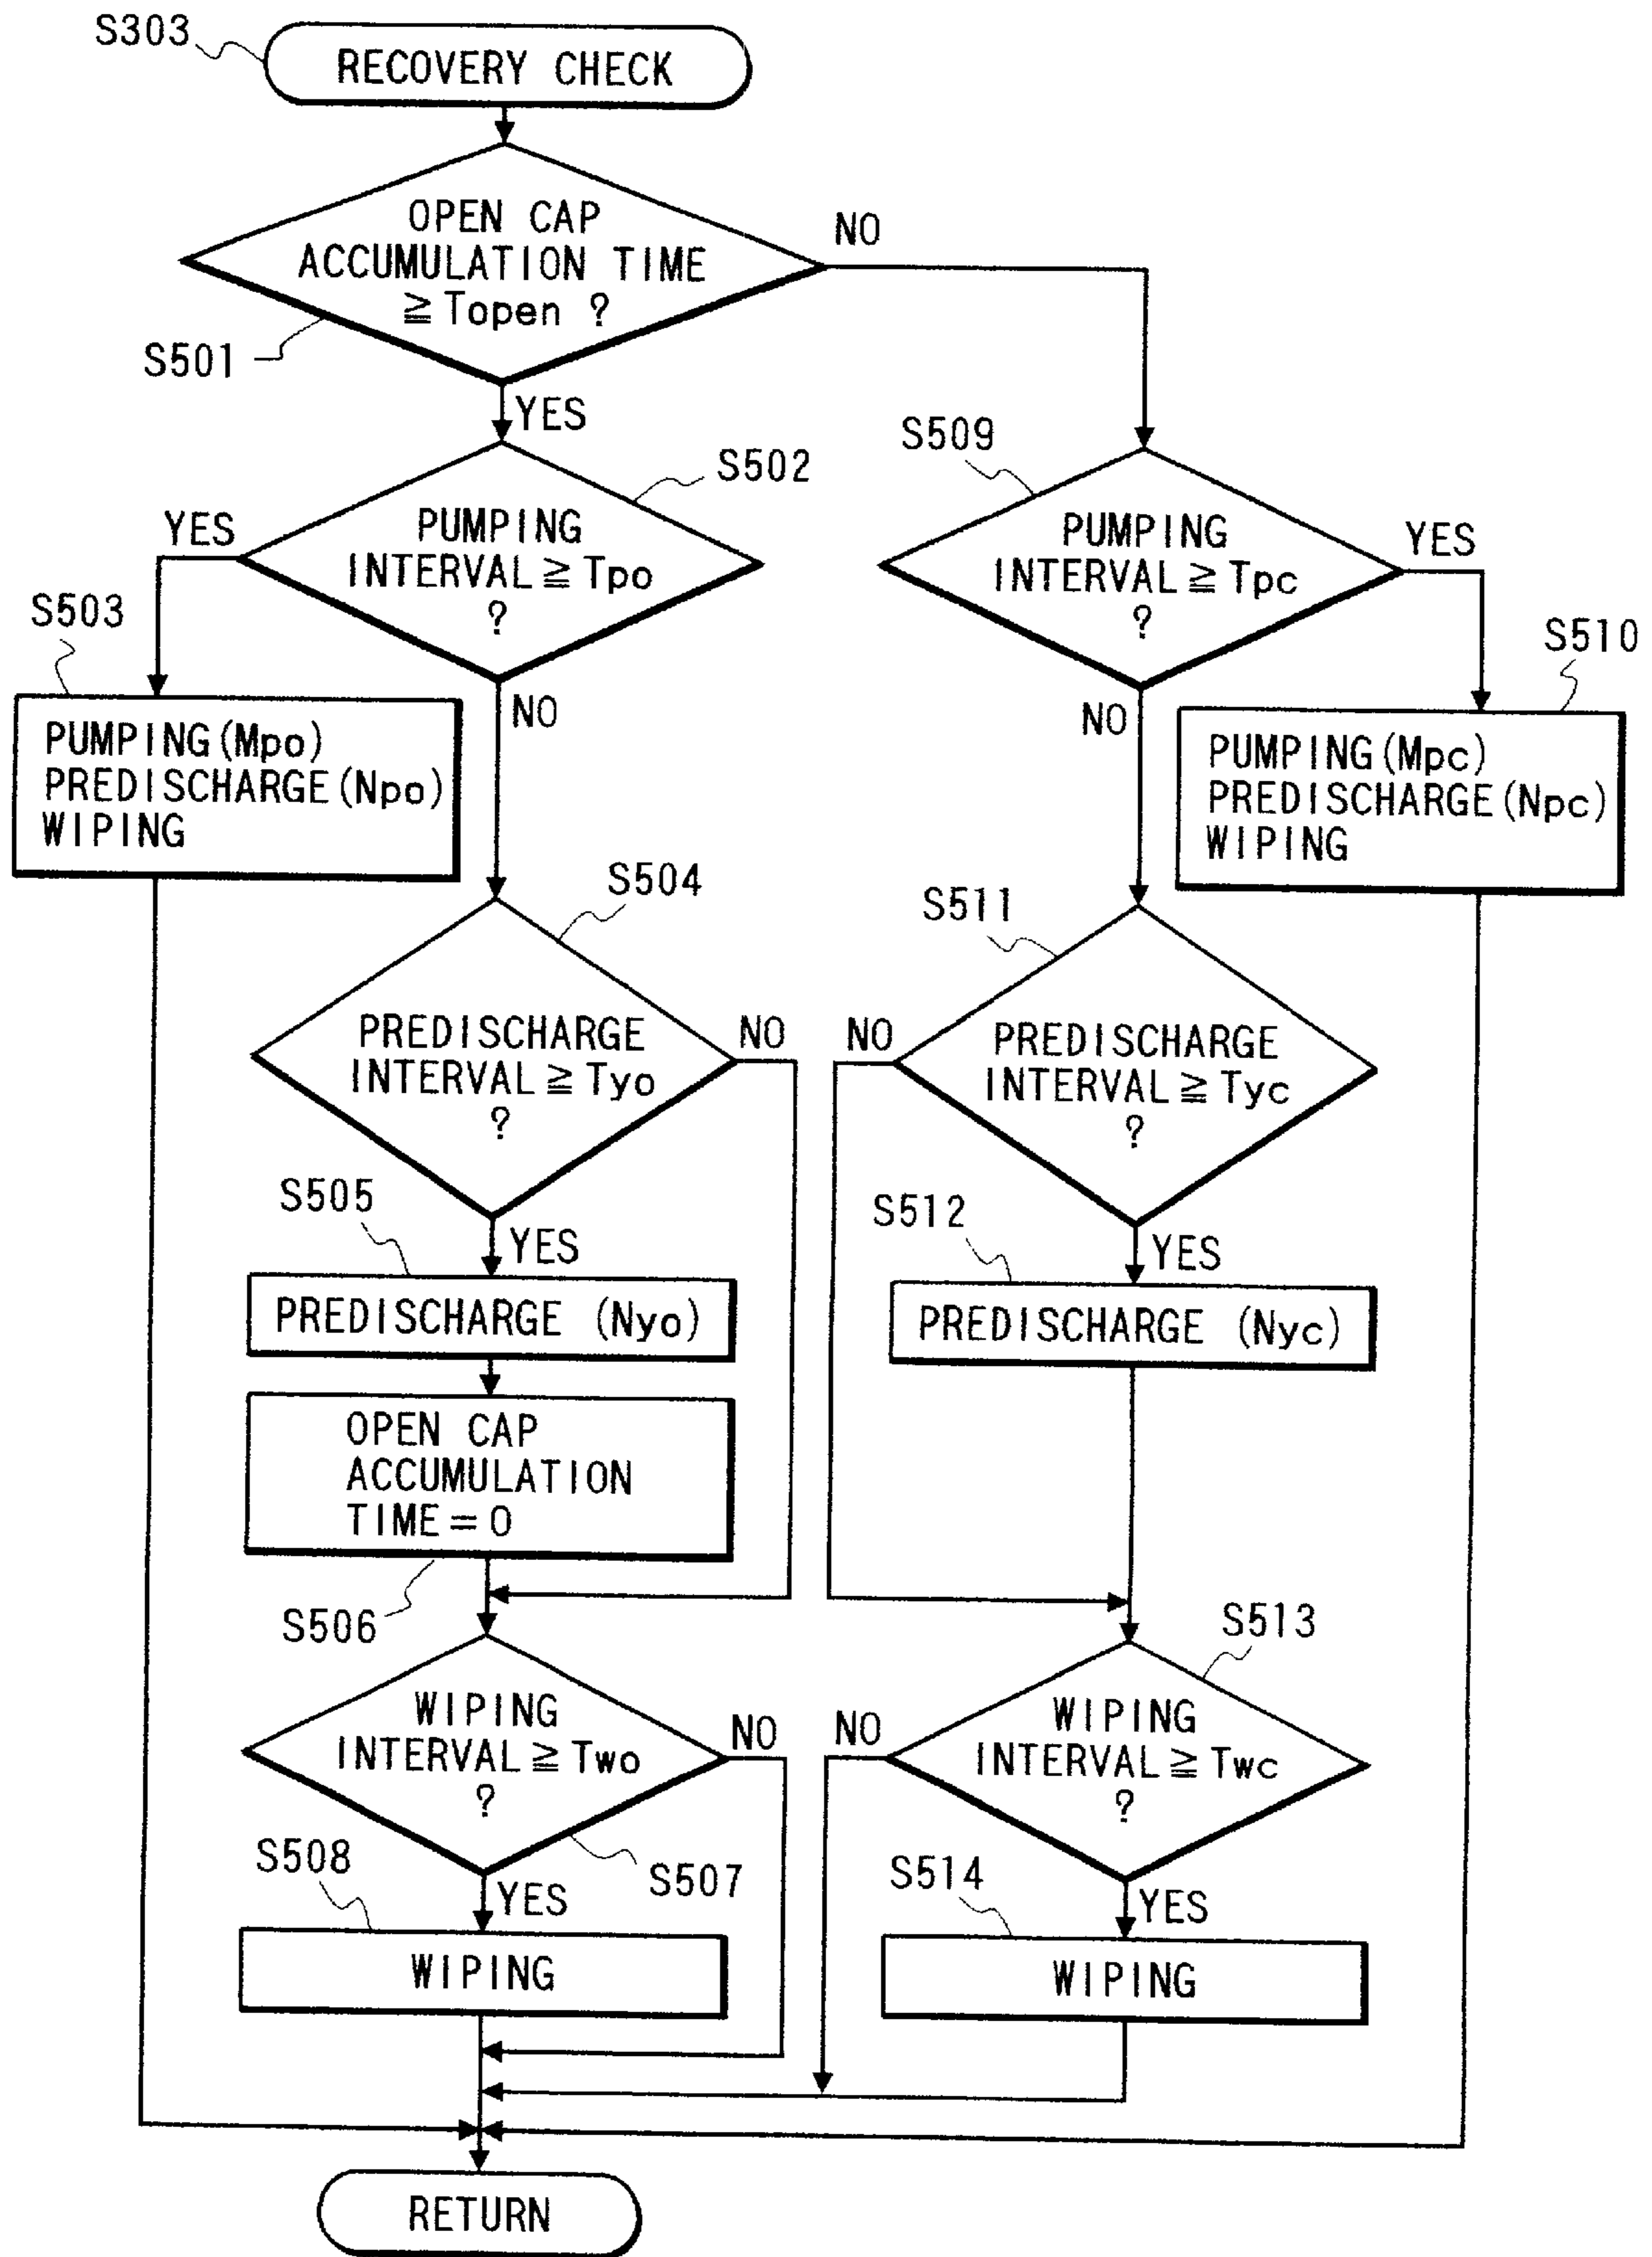 S303
RECOVERY CHECK
OPEN CAP
ACCUMULATION TIME
≧ Topen ?
NO
S501
YES
S502
YES
PUMPING
INTERVAL ≧ Tpo
?
NO
S503
PUMPING (Mpo)
PREDISCHARGE (Npo)
WIPING
S509
PUMPING
INTERVAL ≧ Tpc
?
YES
NO
S510
PUMPING (Mpc)
PREDISCHARGE (Npc)
WIPING
S504
PREDISCHARGE
INTERVAL ≧ Tyo
?
NO
YES
S511
NO
PREDISCHARGE
INTERVAL ≧ Tyc
?
YES
S505
PREDISCHARGE (Nyo)
S512
PREDISCHARGE (Nyc)
OPEN CAP
ACCUMULATION
TIME = 0
S506
S513
WIPING
INTERVAL ≧ Two
?
NO
NO
WIPING
INTERVAL ≧ Twc
?
S508
YES
S507
S514
YES
WIPING
WIPING
RETURN